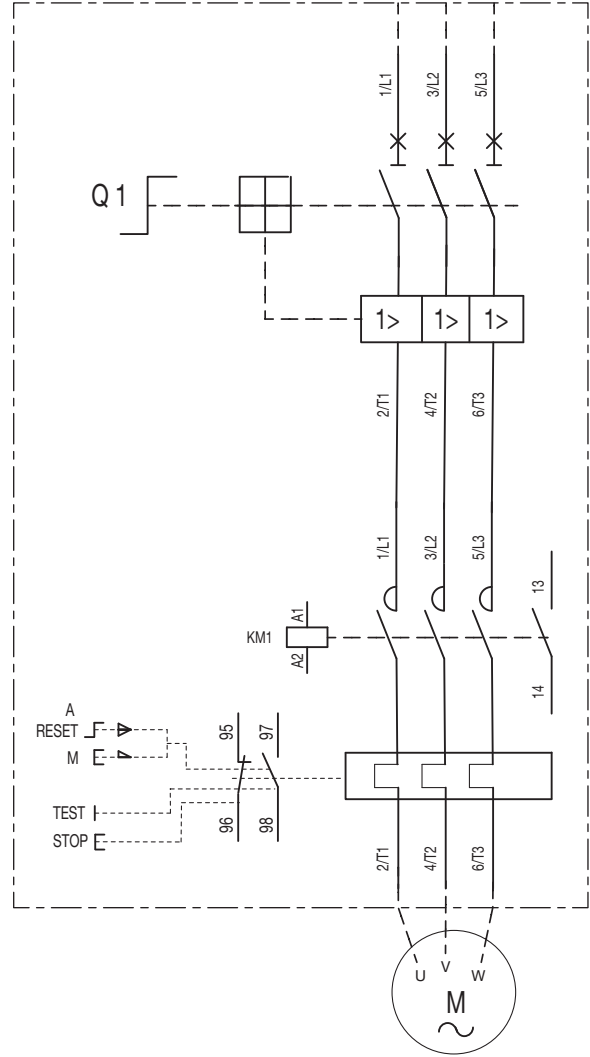 1/L1 3/L2 5/L3
Q1
1> 1> 1>
2/T1 4/T2 6/T3
1/L1 3/L2 5/L3 13
KM1 A1
A2
14
A
RESET
M
95 97
TEST
STOP
96 98
2/T1 4/T2 6/T3
U V W
M